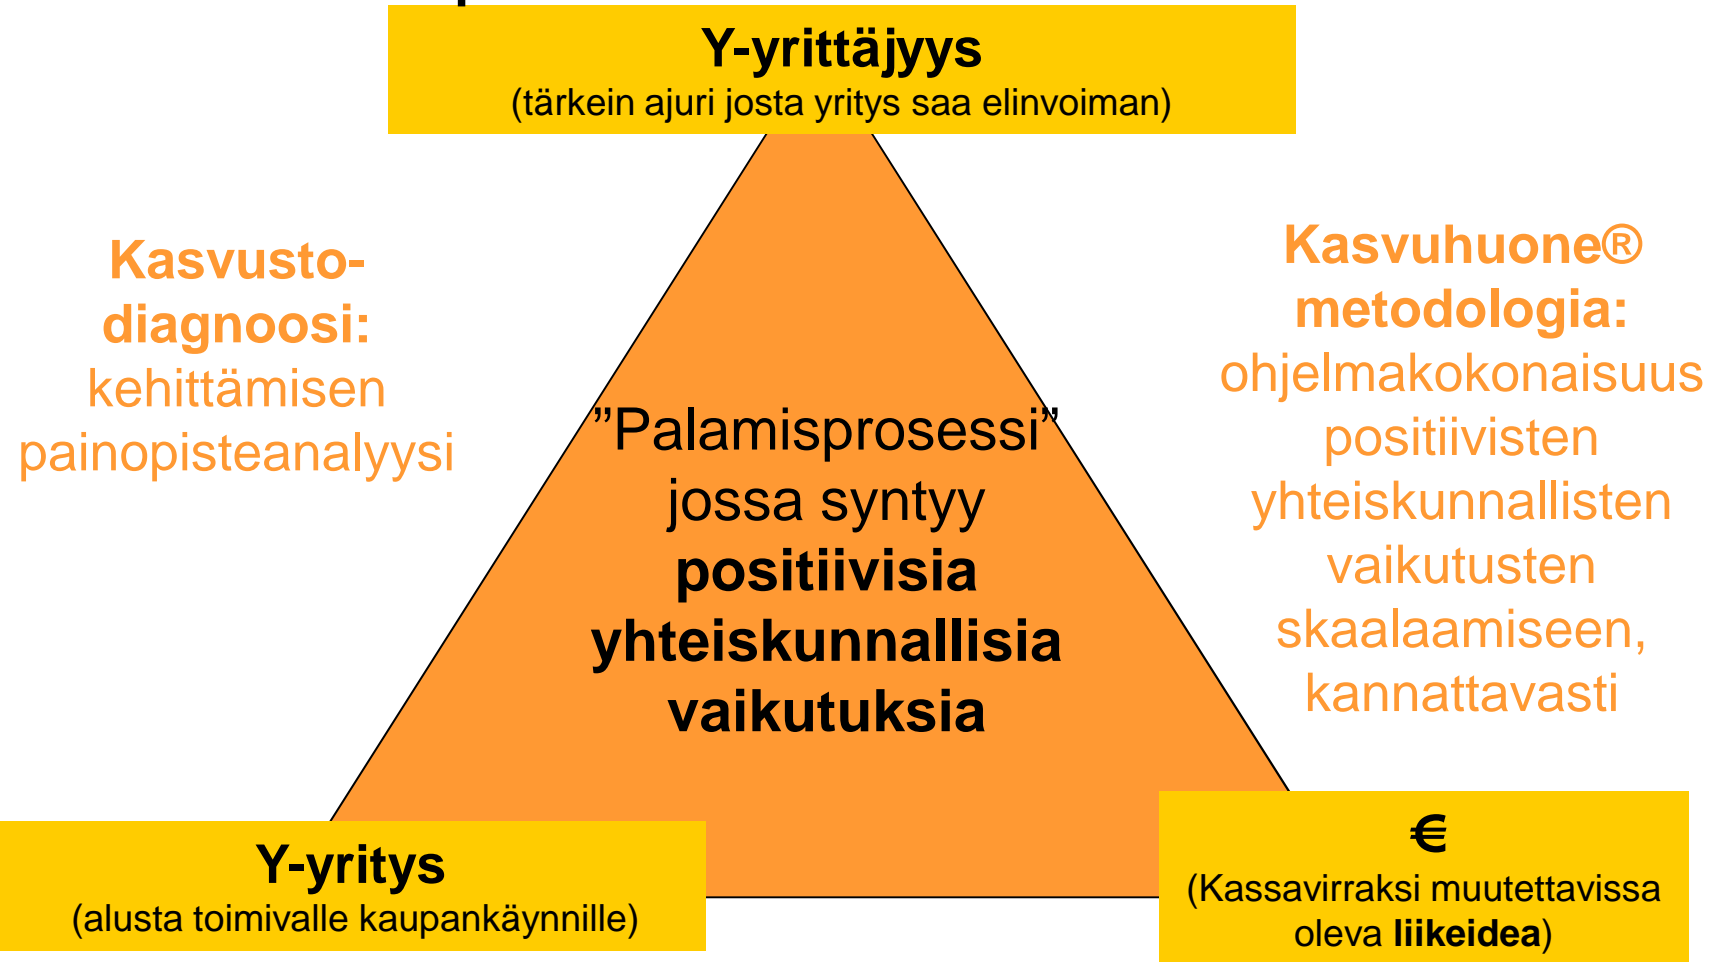 Y-yrittäjyys
(tärkein ajuri josta yritys saa elinvoiman)
Kasvusto-
diagnoosi:
kehittämisen
painopisteanalyysi
Kasvuhuone®
metodologia:
ohjelmakokonaisuus
positiivisten
yhteiskunnallisten
vaikutusten
skaalaamiseen,
kannattavasti
”Palamisprosessi”
jossa syntyy
positiivisia
yhteiskunnallisia
vaikutuksia
Y-yritys
(alusta toimivalle kaupankäynnille)
€
(Kassavirraksi muutettavissa
oleva liikeidea)